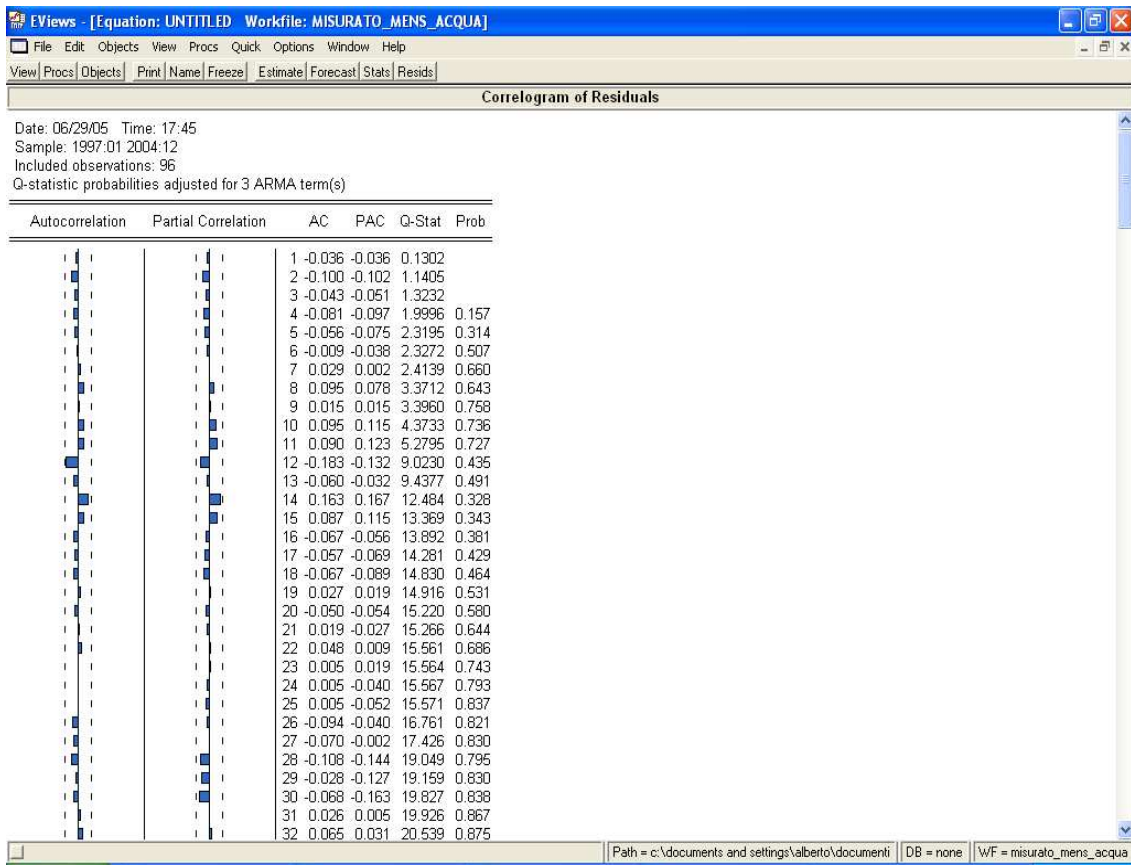 EViews - [Equation: UNTITLED Workfile: MISURATO_MENS_ACQUA]
File Edit Objects View Procs Quick Options Window Help
View Procs Objects Print Name Freeze Estimate Forecast Stats Resids
Correlogram of Residuals
Date: 06/29/05 Time: 17:45
Sample: 1997:01 2004:12
Included observations: 96
Q-statistic probabilities adjusted for 3 ARMA term(s)
Autocorrelation Partial Correlation AC PAC Q-Stat Prob
1 -0.036 -0.036 0.1302
2 -0.100 -0.102 1.1405
3 -0.043 -0.051 1.3232
4 -0.081 -0.097 1.9996 0.157
5 -0.056 -0.075 2.3195 0.314
6 -0.009 -0.038 2.3272 0.507
7 0.029 0.002 2.4139 0.660
8 0.095 0.078 3.3712 0.643
9 0.015 0.015 3.3960 0.758
10 0.095 0.115 4.3733 0.736
11 0.090 0.123 5.2795 0.727
12 -0.183 -0.132 9.0230 0.435
13 -0.060 -0.032 9.4377 0.491
14 0.163 0.167 12.484 0.328
15 0.087 0.115 13.369 0.343
16 -0.067 -0.056 13.892 0.381
17 -0.057 -0.069 14.281 0.429
18 -0.067 -0.089 14.830 0.464
19 0.027 0.019 14.916 0.531
20 -0.050 -0.054 15.220 0.580
21 0.019 -0.027 15.266 0.644
22 0.048 0.009 15.561 0.686
23 0.005 0.019 15.564 0.743
24 0.005 -0.040 15.567 0.793
25 0.005 -0.052 15.571 0.837
26 -0.094 -0.040 16.761 0.821
27 -0.070 -0.002 17.426 0.830
28 -0.108 -0.144 19.049 0.795
29 -0.028 -0.127 19.159 0.830
30 -0.068 -0.163 19.827 0.838
31 0.026 0.005 19.926 0.867
32 0.065 0.031 20.539 0.875
Path = c:\documents and settings\alberto\documenti DB = none WF = misurato_mens_acqua